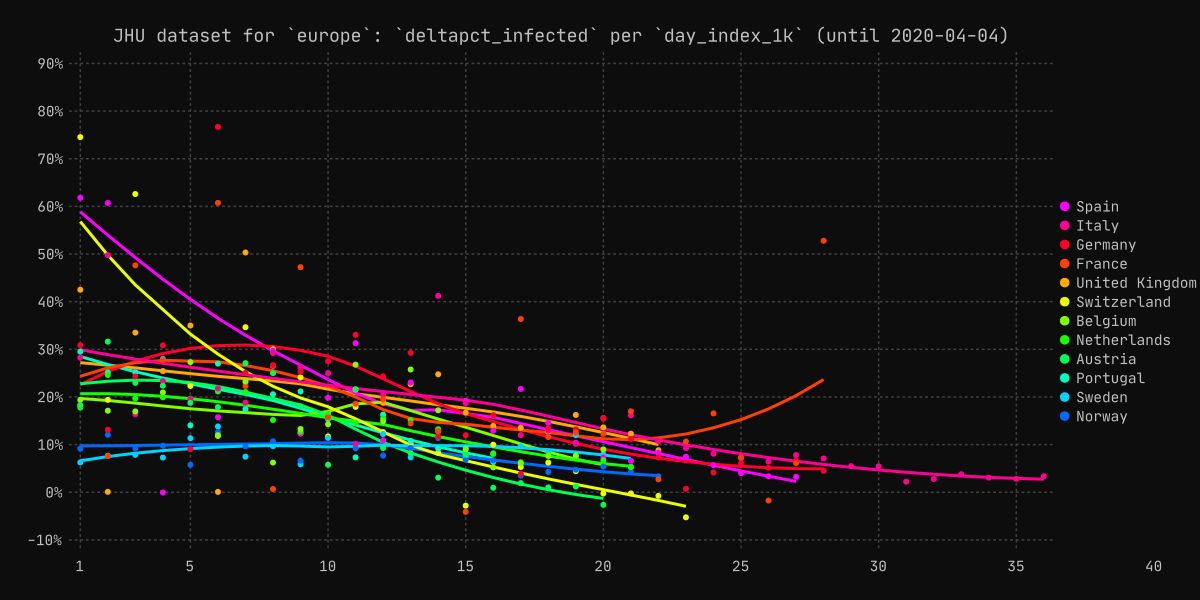 JHU dataset for `europe`: `deltapct_infected` per `day_index_1k` (until 2020-04-04)
90%
80%
70%
60%
50%
40%
30%
20%
10%
0%
-10%
1 5 10 15 20 25 30 35 40
Spain
Italy
Germany
France
United Kingdom
Switzerland
Belgium
Netherlands
Austria
Portugal
Sweden
Norway